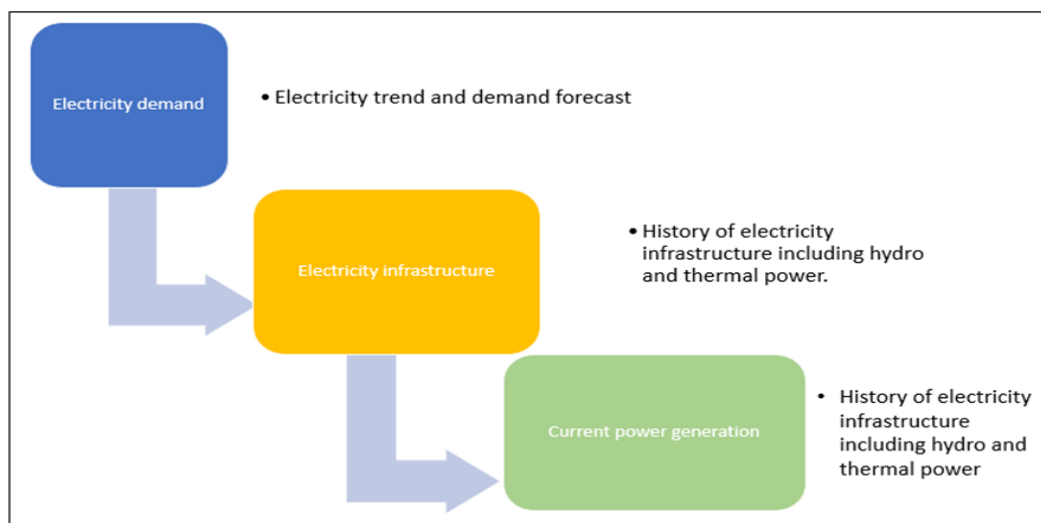 Electricity demand
• Electricity trend and demand forecast
Electricity infrastructure
• History of electricity
infrastructure including hydro
and thermal power.
Current power generation
• History of electricity
infrastructure
including hydro and
thermal power